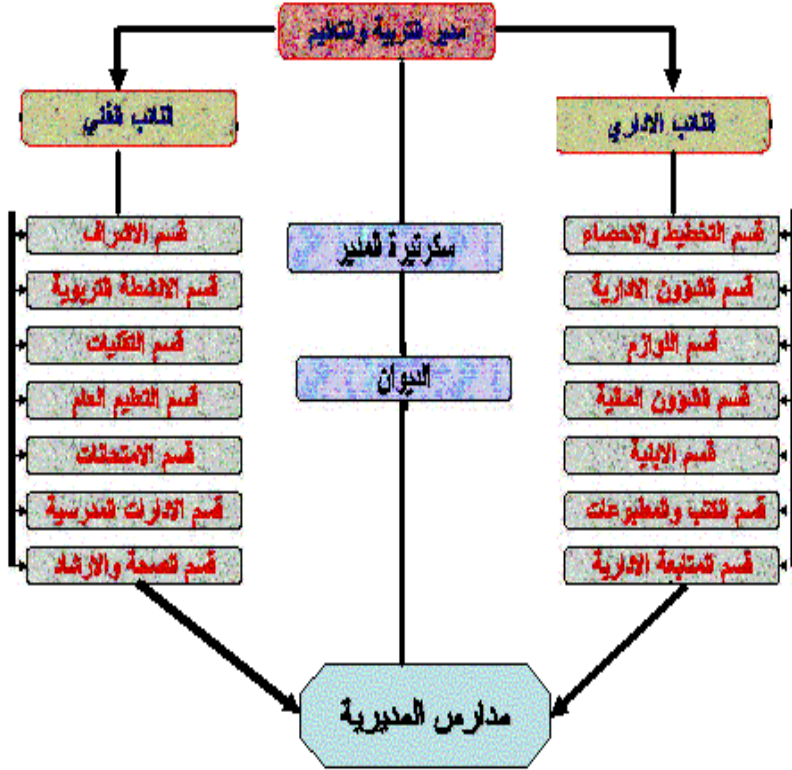 مدير التربية والتعليم
النائب الاداري
النائب الفني
قسم التخطيط والاحصاء
قسم الشؤون الادارية
قسم اللوازم
قسم الشؤون المالية
قسم الابنية
قسم الكتب والمطبوعات
قسم المتابعة الادارية
سكرتيرة المدير
الديوان
قسم الاشراف
قسم الانشطة التربوية
قسم التقنيات
قسم التعليم العام
قسم الامتحانات
قسم الادارات المدرسية
قسم الصحة والارشاد
مدارس المديرية